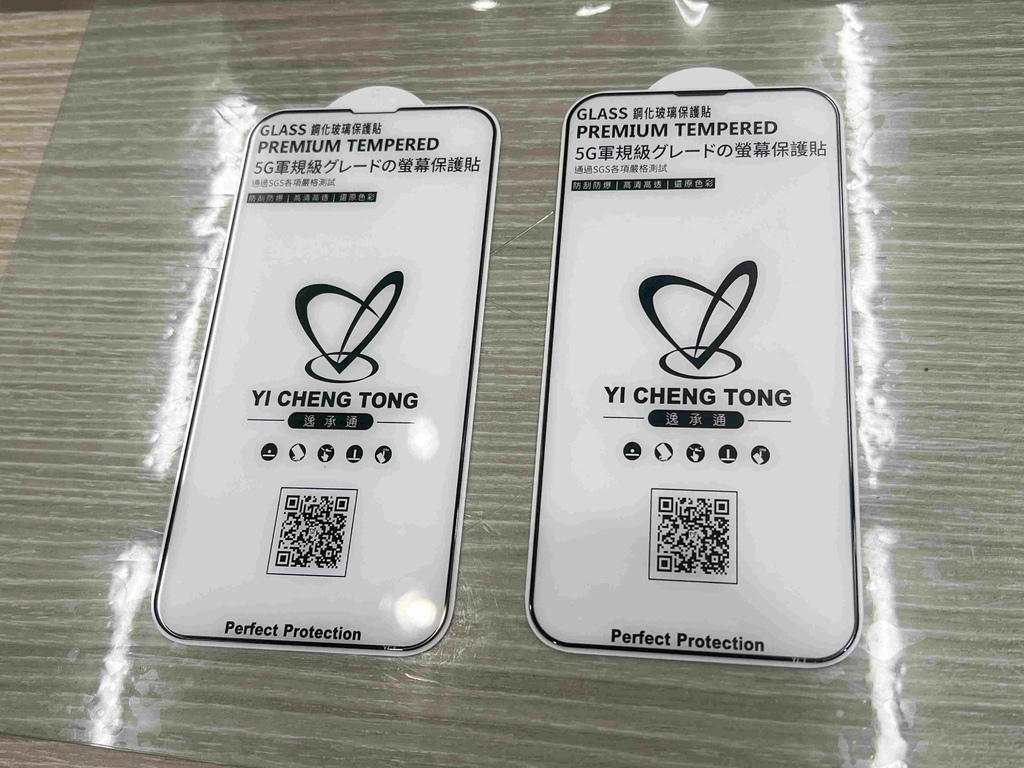 GLASS 鋼化玻璃保護貼
PREMIUM TEMPERED
5G軍規級グレードの螢幕保護貼
通過SGS各項嚴格測試
防刮防爆 | 高清高透 | 還原色彩
YI CHENG TONG
逸承通
Perfect Protection
GLASS 鋼化玻璃保護貼
PREMIUM TEMPERED
5G軍規級グレードの螢幕保護貼
通過SGS各項嚴格測試
防刮防爆 | 高清高透 | 還原色彩
YI CHENG TONG
逸承通
Perfect Protection